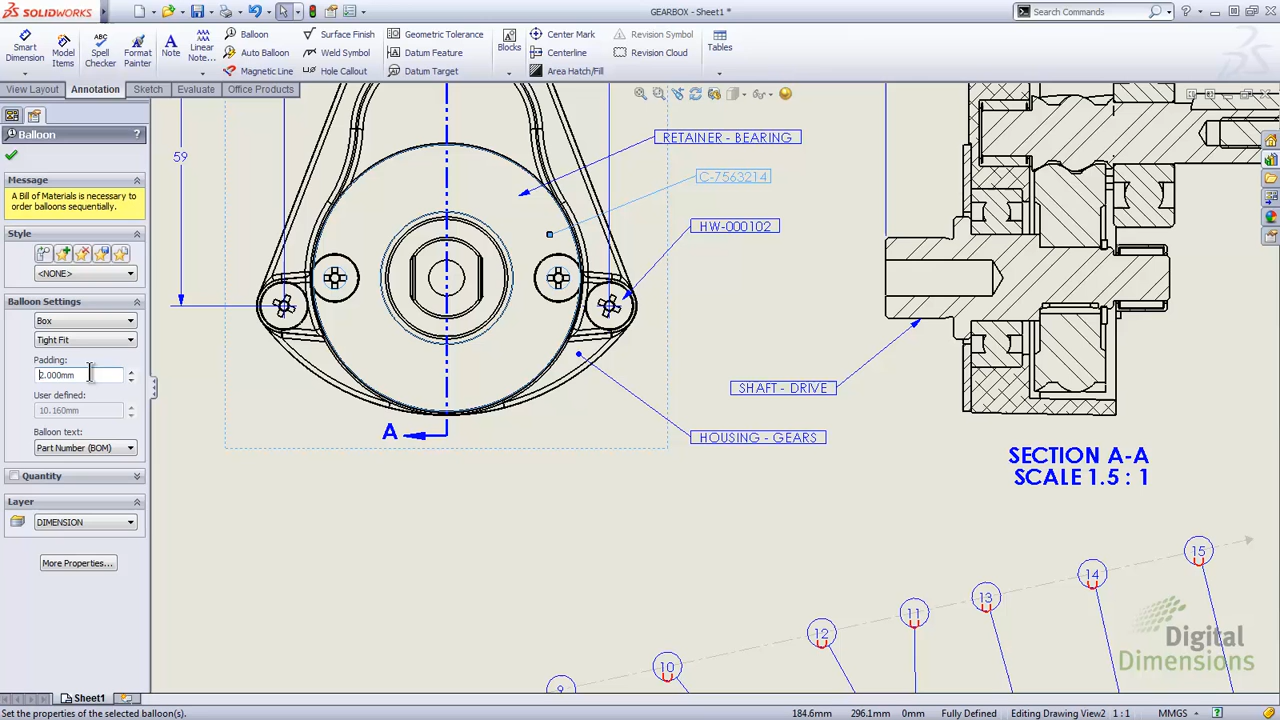 SOLIDWORKS
GEARBOX - Sheet1 *
Search Commands
Smart Dimension
Model Items
Spell Checker
Format Painter
Note
Linear Note...
Balloon
Auto Balloon
Magnetic Line
Surface Finish
Weld Symbol
Hole Callout
Geometric Tolerance
Datum Feature
Datum Target
Blocks
Center Mark
Centerline
Area Hatch/Fill
Revision Symbol
Revision Cloud
Tables
View Layout
Annotation
Sketch
Evaluate
Office Products
Balloon
?
Message
A Bill of Materials is necessary to
order balloons sequentially.
Style
<NONE>
Balloon Settings
Box
Tight Fit
Padding:
2.000mm
User defined:
10.160mm
Balloon text:
Part Number (BOM)
Quantity
Layer
DIMENSION
More Properties...
59
RETAINER - BEARING
C-7563214
HW-000102
SHAFT - DRIVE
HOUSING - GEARS
A
SECTION A-A
SCALE 1.5 : 1
15
14
13
11
12
10
9
Digital
Dimensions
Sheet1
Set the properties of the selected balloon(s).
184.6mm
296.1mm
0mm
Fully Defined
Editing Drawing View2
1 : 1
MMGS
?